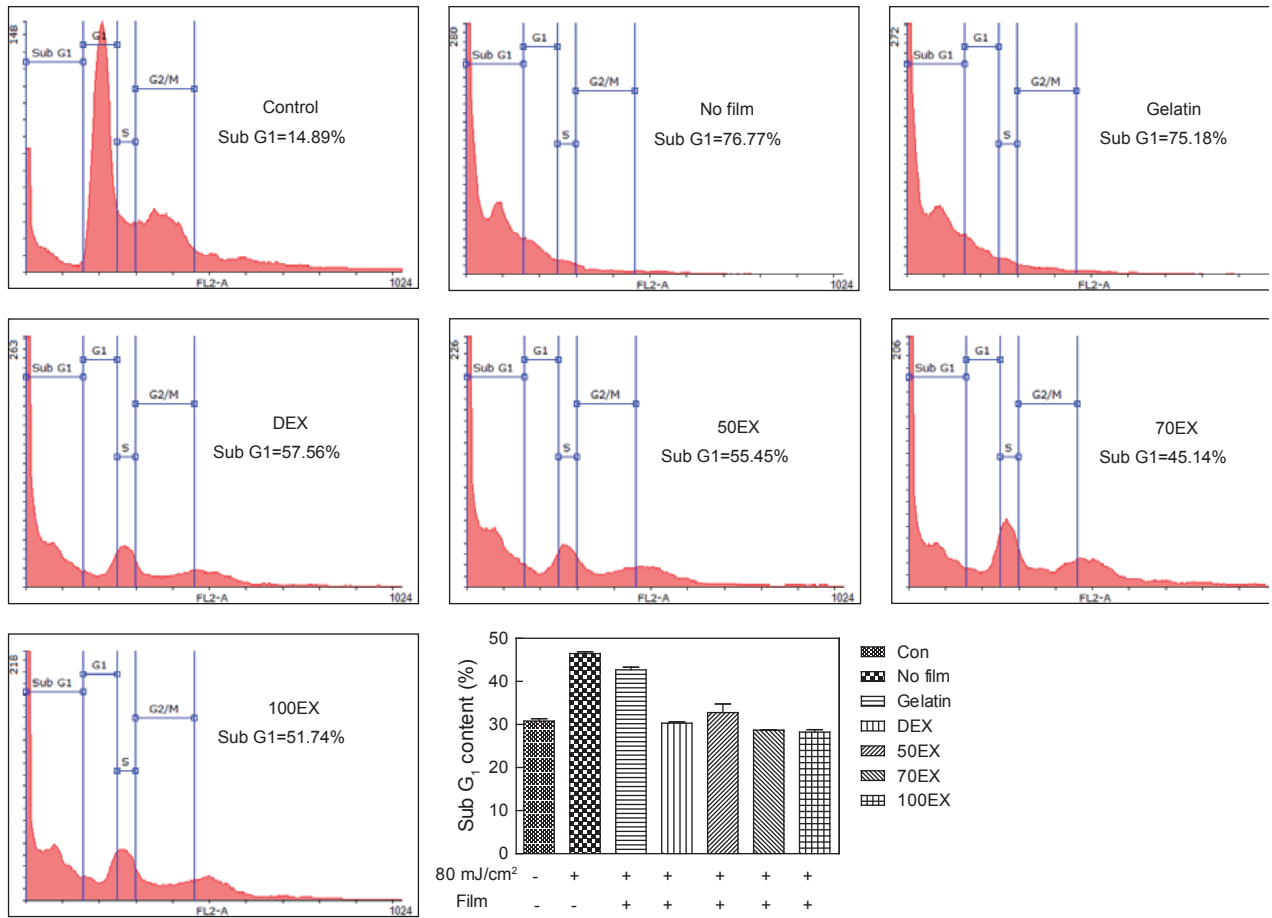 148
Sub G1
G1
S
G2/M
Control
Sub G1=14.89%
FL2-A
1024
280
Sub G1
G1
S
G2/M
No film
Sub G1=76.77%
FL2-A
1024
272
Sub G1
G1
S
G2/M
Gelatin
Sub G1=75.18%
FL2-A
1024
263
Sub G1
G1
S
G2/M
DEX
Sub G1=57.56%
FL2-A
1024
226
Sub G1
G1
S
G2/M
50EX
Sub G1=55.45%
FL2-A
1024
206
Sub G1
G1
S
G2/M
70EX
Sub G1=45.14%
FL2-A
1024
218
Sub G1
G1
S
G2/M
100EX
Sub G1=51.74%
FL2-A
1024
Sub G₁ content (%)
50
40
30
20
10
0
80 mJ/cm² - + + + + + +
Film - - + + + + +
Con
No film
Gelatin
DEX
50EX
70EX
100EX